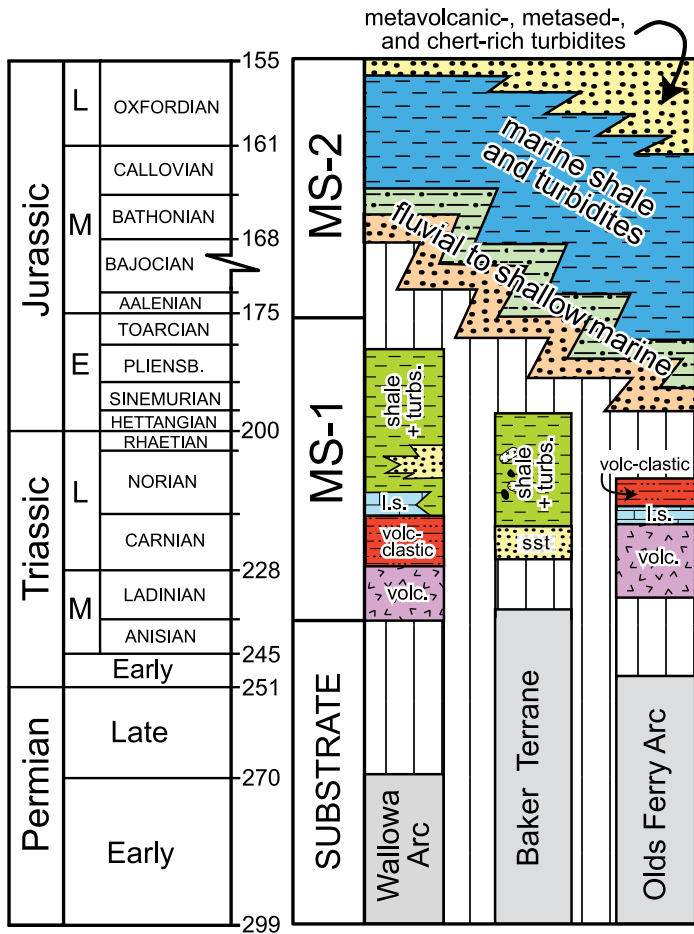 metavolcanic-, metased-,
and chert-rich turbidites
Jurassic
L
OXFORDIAN
M
CALLOVIAN
BATHONIAN
BAJOCIAN
AALENIAN
E
TOARCIAN
PLIENSB.
SINEMURIAN
HETTANGIAN
Triassic
L
RHAETIAN
NORIAN
CARNIAN
M
LADINIAN
ANISIAN
Early
Permian
Late
Early
155
161
168
175
200
228
245
251
270
299
MS-2
MS-1
SUBSTRATE
marine shale
and turbidites
fluvial to shallow marine
shale
+ turbs.
l.s.
volc-
clastic
volc.
Wallowa
Arc
shale
+ turbs.
sst
Baker Terrane
volc-clastic
l.s.
volc.
Olds Ferry Arc